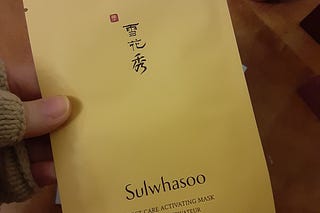 雪花秀
Sulwhasoo
CARE ACTIVATING MASK